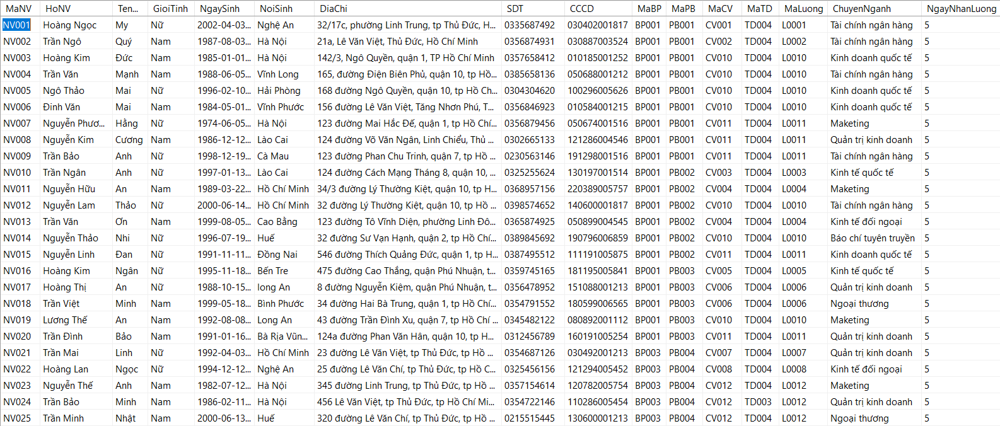 MaNV HoNV Ten... GioiTinh NgaySinh NoiSinh DiaChi SDT CCCD MaBP MaPB MaCV MaTD MaLuong ChuyenNganh NgayNhanLuong
NV001 Hoàng Ngọc My Nữ 2002-04-03... Nghệ An 32/17c, phường Linh Trung, tp Thủ Đức, H... 0335687492 030402001817 BP001 PB001 CV001 TD004 L0001 Tài chính ngân hàng 5
NV002 Trần Ngô Quý Nam 1987-08-03... Hà Nội 21a, Lê Văn Việt, Thủ Đức, Hồ Chí Minh 0356874931 030887003524 BP001 PB001 CV002 TD004 L0002 Tài chính ngân hàng 5
NV003 Hoàng Kim Đức Nam 1985-01-01... Hà Nội 142/3, Ngô Quyền, quận 1, TP Hồ Chí Minh 0357658412 010185001252 BP001 PB001 CV010 TD004 L0010 Kinh doanh quốc tế 5
NV004 Trần Văn Mạnh Nam 1988-06-05... Vĩnh Long 165, đường Điện Biên Phủ, quận 10, tp Hồ... 0385658136 050688001212 BP001 PB001 CV010 TD004 L0010 Tài chính ngân hàng 5
NV005 Ngô Thảo Mai Nữ 1996-02-10... Hải Phòng 168 đường Ngô Quyền, quận 10, tp Hồ Ch... 0304304620 100296005626 BP001 PB001 CV010 TD004 L0010 Kinh doanh quốc tế 5
NV006 Đinh Văn Mai Nam 1984-05-01... Vĩnh Phước 156 đường Lê Văn Việt, Tăng Nhơn Phú, T... 0356846923 010584001215 BP001 PB001 CV010 TD004 L0010 Kinh doanh quốc tế 5
NV007 Nguyễn Phươ... Hằng Nữ 1974-06-05... Hà Nội 123 đường Mai Hắc Đế, quận 1, tp Hồ Chí... 0356879456 050674001516 BP001 PB001 CV011 TD004 L0011 Maketing 5
NV008 Nguyễn Kim Cương Nam 1986-12-12... Lào Cai 124 đường Võ Văn Ngân, Linh Chiểu, Thủ ... 0302665133 121286004546 BP001 PB001 CV011 TD004 L0011 Quản trị kinh doanh 5
NV009 Trần Bảo Anh Nữ 1998-12-19... Cà Mau 123 đường Phan Chu Trinh, quận 7, tp Hồ ... 0230563146 191298001516 BP001 PB001 CV011 TD004 L0011 Tài chính ngân hàng 5
NV010 Trần Ngân Anh Nữ 1997-01-13... Lào Cai 124 đường Cách Mạng Tháng 8, quận 10, ... 0325255624 130197001514 BP001 PB002 CV003 TD004 L0003 Kinh tế quốc tế 5
NV011 Nguyễn Hữu An Nam 1989-03-22... Hồ Chí Minh 34/3 đường Lý Thường Kiệt, quận 10, tp H... 0368957156 220389005757 BP001 PB002 CV004 TD004 L0004 Maketing 5
NV012 Nguyễn Lam Thảo Nữ 2000-06-14... Hồ Chí Minh 32 đường Lý Thường Kiệt, quận 10, tp Hồ ... 0398574652 140600001817 BP001 PB002 CV010 TD004 L0010 Tài chính ngân hàng 5
NV013 Trần Văn Ơn Nam 1999-08-05... Cao Bằng 123 đường Tô Vĩnh Diện, phường Linh Đô... 0365874925 050899004545 BP001 PB002 CV004 TD004 L0004 Kinh tế đối ngoại 5
NV014 Nguyễn Thảo Nhi Nữ 1996-07-19... Huế 32 đường Sư Vạn Hạnh, quận 2, tp Hồ Chí... 0389845692 190796006859 BP001 PB002 CV010 TD004 L0010 Báo chí tuyên truyền 5
NV015 Nguyễn Linh Đan Nữ 1991-11-11... Đồng Nai 546 đường Thích Quảng Đức, quận 1, tp H... 0387495512 111191005875 BP001 PB002 CV011 TD004 L0011 Kinh doanh quốc tế 5
NV016 Hoàng Kim Ngân Nữ 1995-11-18... Bến Tre 475 đường Cao Thắng, quận Phú Nhuận, t... 0359745165 181195005841 BP001 PB003 CV005 TD004 L0005 Kinh tế quốc tế 5
NV017 Hoàng Thị An Nữ 1988-10-15... long An 8 đường Nguyễn Kiệm, quận Phú Nhuận, t... 0356478952 151088001213 BP001 PB003 CV006 TD004 L0006 Quản trị kinh doanh 5
NV018 Trần Việt Minh Nam 1999-05-18... Bình Phước 34 đường Hai Bà Trung, quận 1, tp Hồ Chí... 0354791552 180599006565 BP001 PB003 CV006 TD004 L0006 Ngoại thương 5
NV019 Lương Thế An Nam 1992-08-08... Long An 43 đường Trần Đình Xu, quận 7, tp Hồ Chí ... 0345482122 080892001112 BP001 PB003 CV010 TD004 L0010 Maketing 5
NV020 Trần Đình Bảo Nam 1991-01-16... Bà Rịa Vũn... 124a đường Phan Văn Hân, quận 10, tp H... 0312456789 160191005254 BP001 PB003 CV011 TD004 L0011 Quản trị kinh doanh 5
NV021 Trần Mai Linh Nữ 1992-04-03... Hồ Chí Minh 23 đường Lê Văn Việt, tp Thủ Đức, tp Hồ ... 0354687126 030492001213 BP003 PB004 CV007 TD004 L0007 Quản trị kinh doanh 5
NV022 Hoàng Lan Ngọc Nữ 1994-12-12... Nghệ An 25 đường Lê Văn Chí, tp Thủ Đức, tp Hồ C... 0325456156 121294005452 BP003 PB004 CV008 TD004 L0008 Kinh tế đối ngoại 5
NV023 Nguyễn Thế Anh Nam 1982-07-12... Hà Nội 345 đường Linh Trung, tp Thủ Đức, tp Hồ ... 0357154614 120782005754 BP003 PB004 CV012 TD004 L0012 Maketing 5
NV024 Trần Bảo Minh Nam 1986-02-11... Hà Nội 456 Lê Văn Việt, tp Thủ Đức, tp Hồ Chí Mi... 0354722146 110286005454 BP003 PB004 CV012 TD003 L0012 Quản trị kinh doanh 5
NV025 Trần Minh Nhật Nam 2000-06-13... Huế 320 đường Lê Văn Chí, tp Thủ Đức, tp Hồ ... 0215515445 130600001213 BP003 PB004 CV012 TD004 L0012 Ngoại thương 5